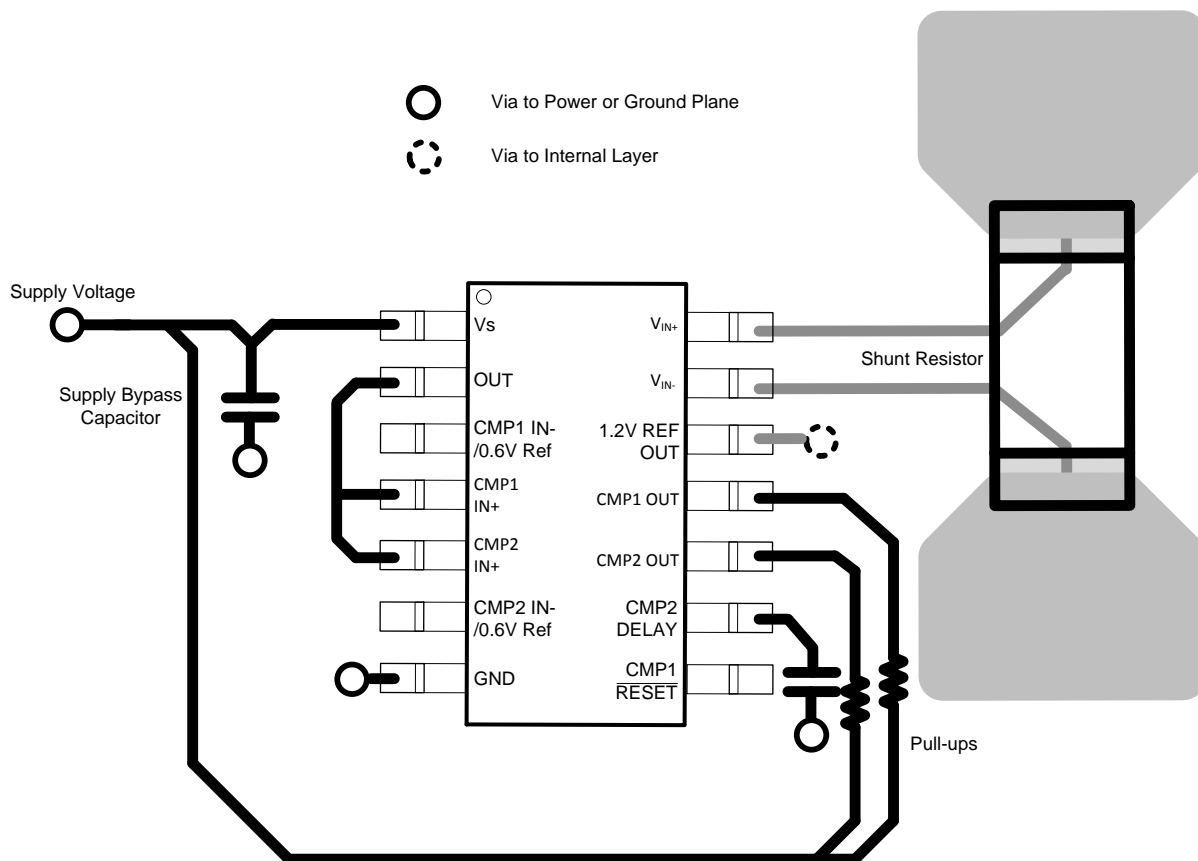 Via to Power or Ground Plane
Via to Internal Layer
Supply Voltage
Supply Bypass
Capacitor
Vs
OUT
CMP1 IN-
/0.6V Ref
CMP1
IN+
CMP2
IN+
CMP2 IN-
/0.6V Ref
GND
VIN+
VIN-
1.2V REF
OUT
CMP1 OUT
CMP2 OUT
CMP2
DELAY
CMP1
RESET
Shunt Resistor
Pull-ups